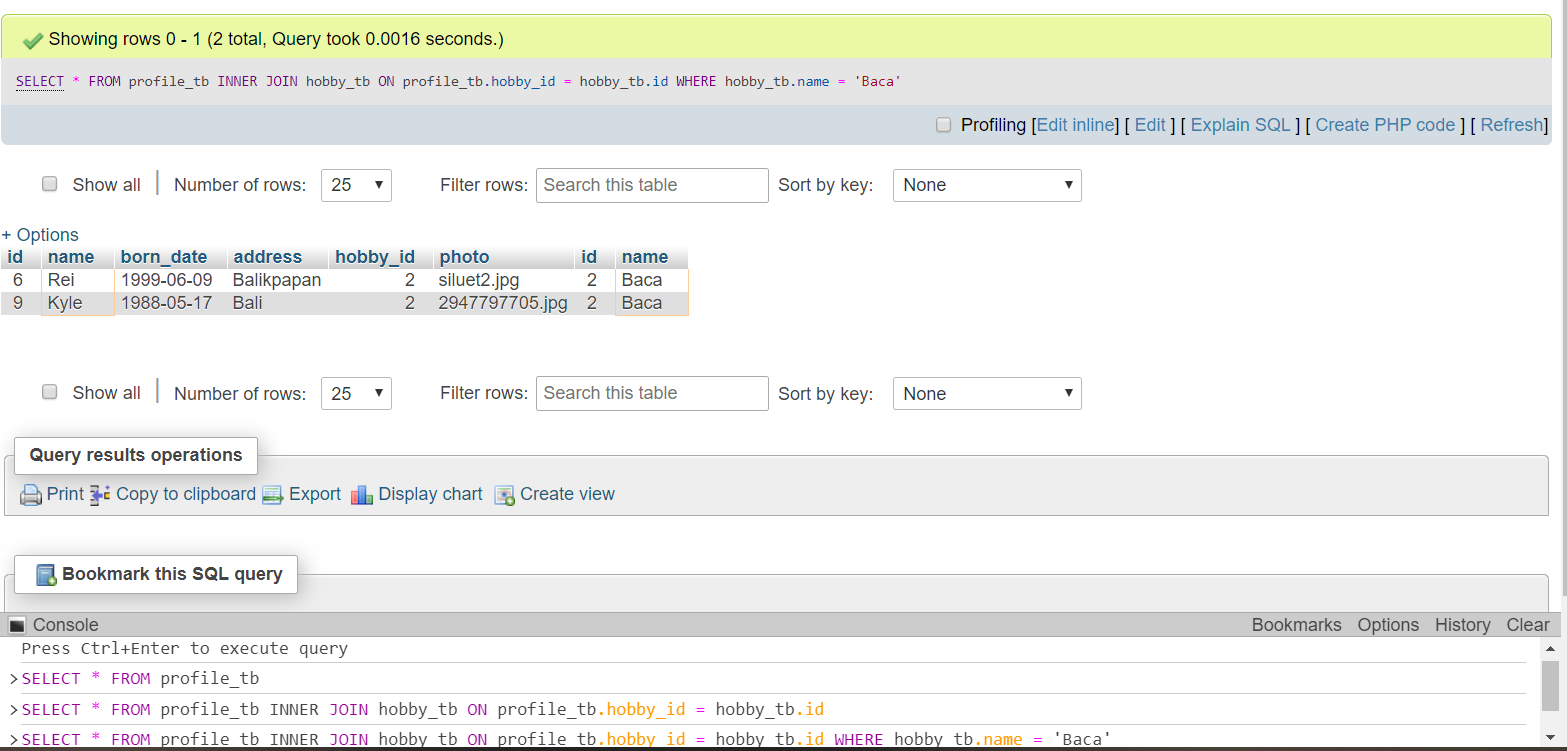 Showing rows 0 - 1 (2 total, Query took 0.0016 seconds.)
SELECT * FROM profile_tb INNER JOIN hobby_tb ON profile_tb.hobby_id = hobby_tb.id WHERE hobby_tb.name = 'Baca'
Profiling [Edit inline] [ Edit ] [ Explain SQL ] [ Create PHP code ] [ Refresh]
Show all Number of rows: 25 Filter rows: Search this table Sort by key: None
+ Options
id name born_date address hobby_id photo id name
6 Rei 1999-06-09 Balikpapan 2 siluet2.jpg 2 Baca
9 Kyle 1988-05-17 Bali 2 2947797705.jpg 2 Baca
Show all Number of rows: 25 Filter rows: Search this table Sort by key: None
Query results operations
Print Copy to clipboard Export Display chart Create view
Bookmark this SQL query
Console Bookmarks Options History Clear
Press Ctrl+Enter to execute query
>SELECT * FROM profile_tb
>SELECT * FROM profile_tb INNER JOIN hobby_tb ON profile_tb.hobby_id = hobby_tb.id
>SELECT * FROM profile_tb INNER JOIN hobby_tb ON profile_tb.hobby_id = hobby_tb.id WHERE hobby_tb.name = 'Baca'